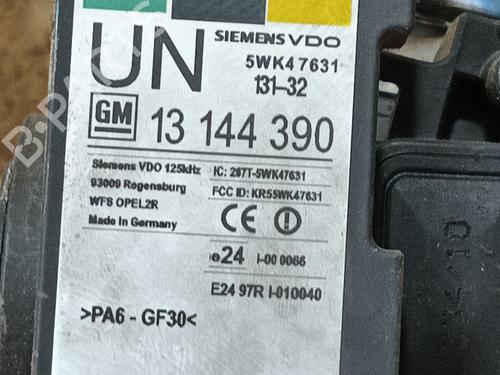 UN
SIEMENS VDO
5WK47631
131-32
GM 13 144 390
Siemens VDO 125kHz
93009 Regensburg
WFS OPEL2R
Made in Germany
IC: 267T-5WK47631
FCC ID: KR55WK47631
CE
e24 I-00 0066
E24 97R I-010040
>PA6 - GF30<
B-PARTS